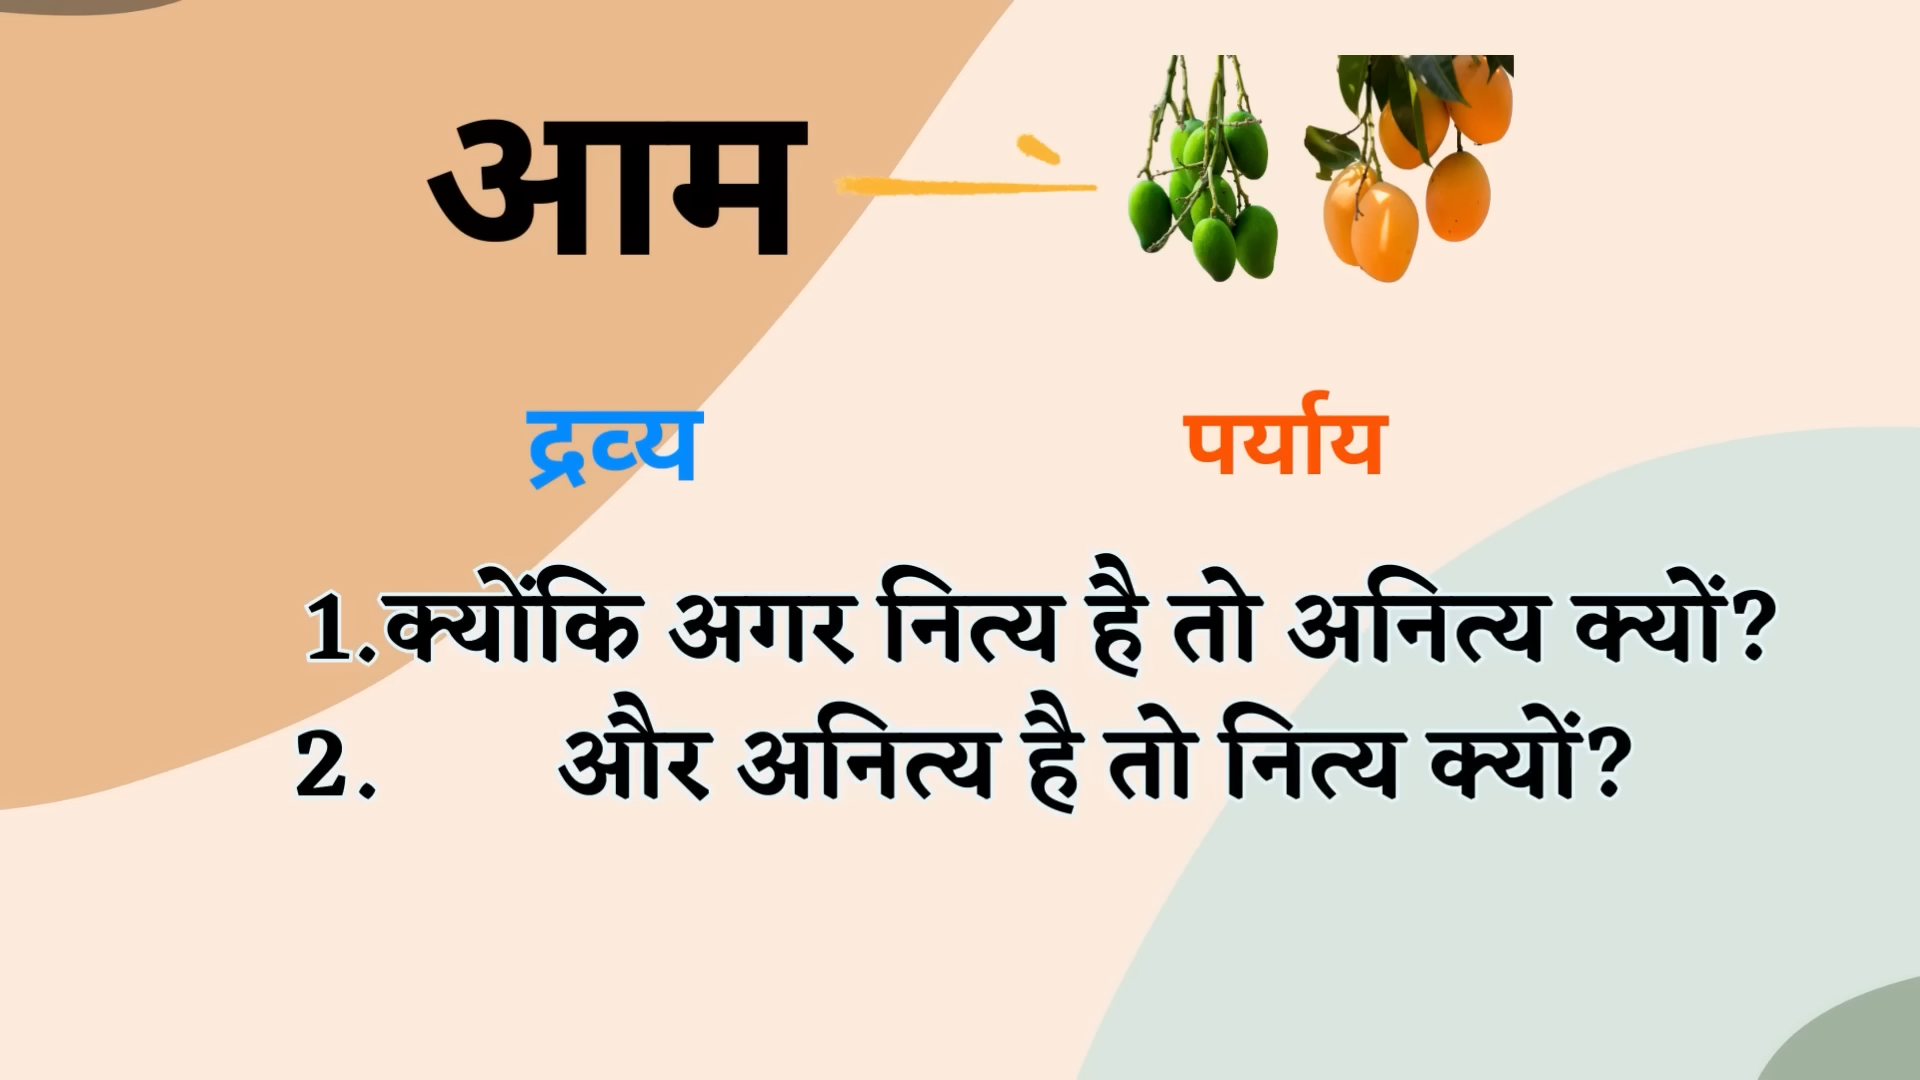 आम
द्रव्य
पर्याय
1.क्योंकि अगर नित्य है तो अनित्य क्यों?
2. और अनित्य है तो नित्य क्यों?